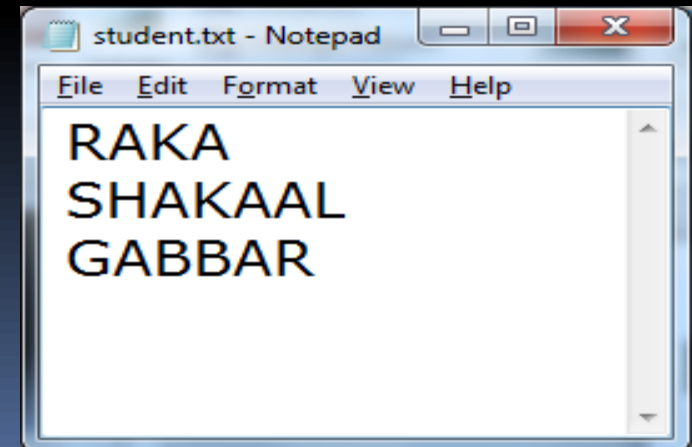 student.txt - Notepad
File Edit Format View Help
RAKA
SHAKAAL
GABBAR